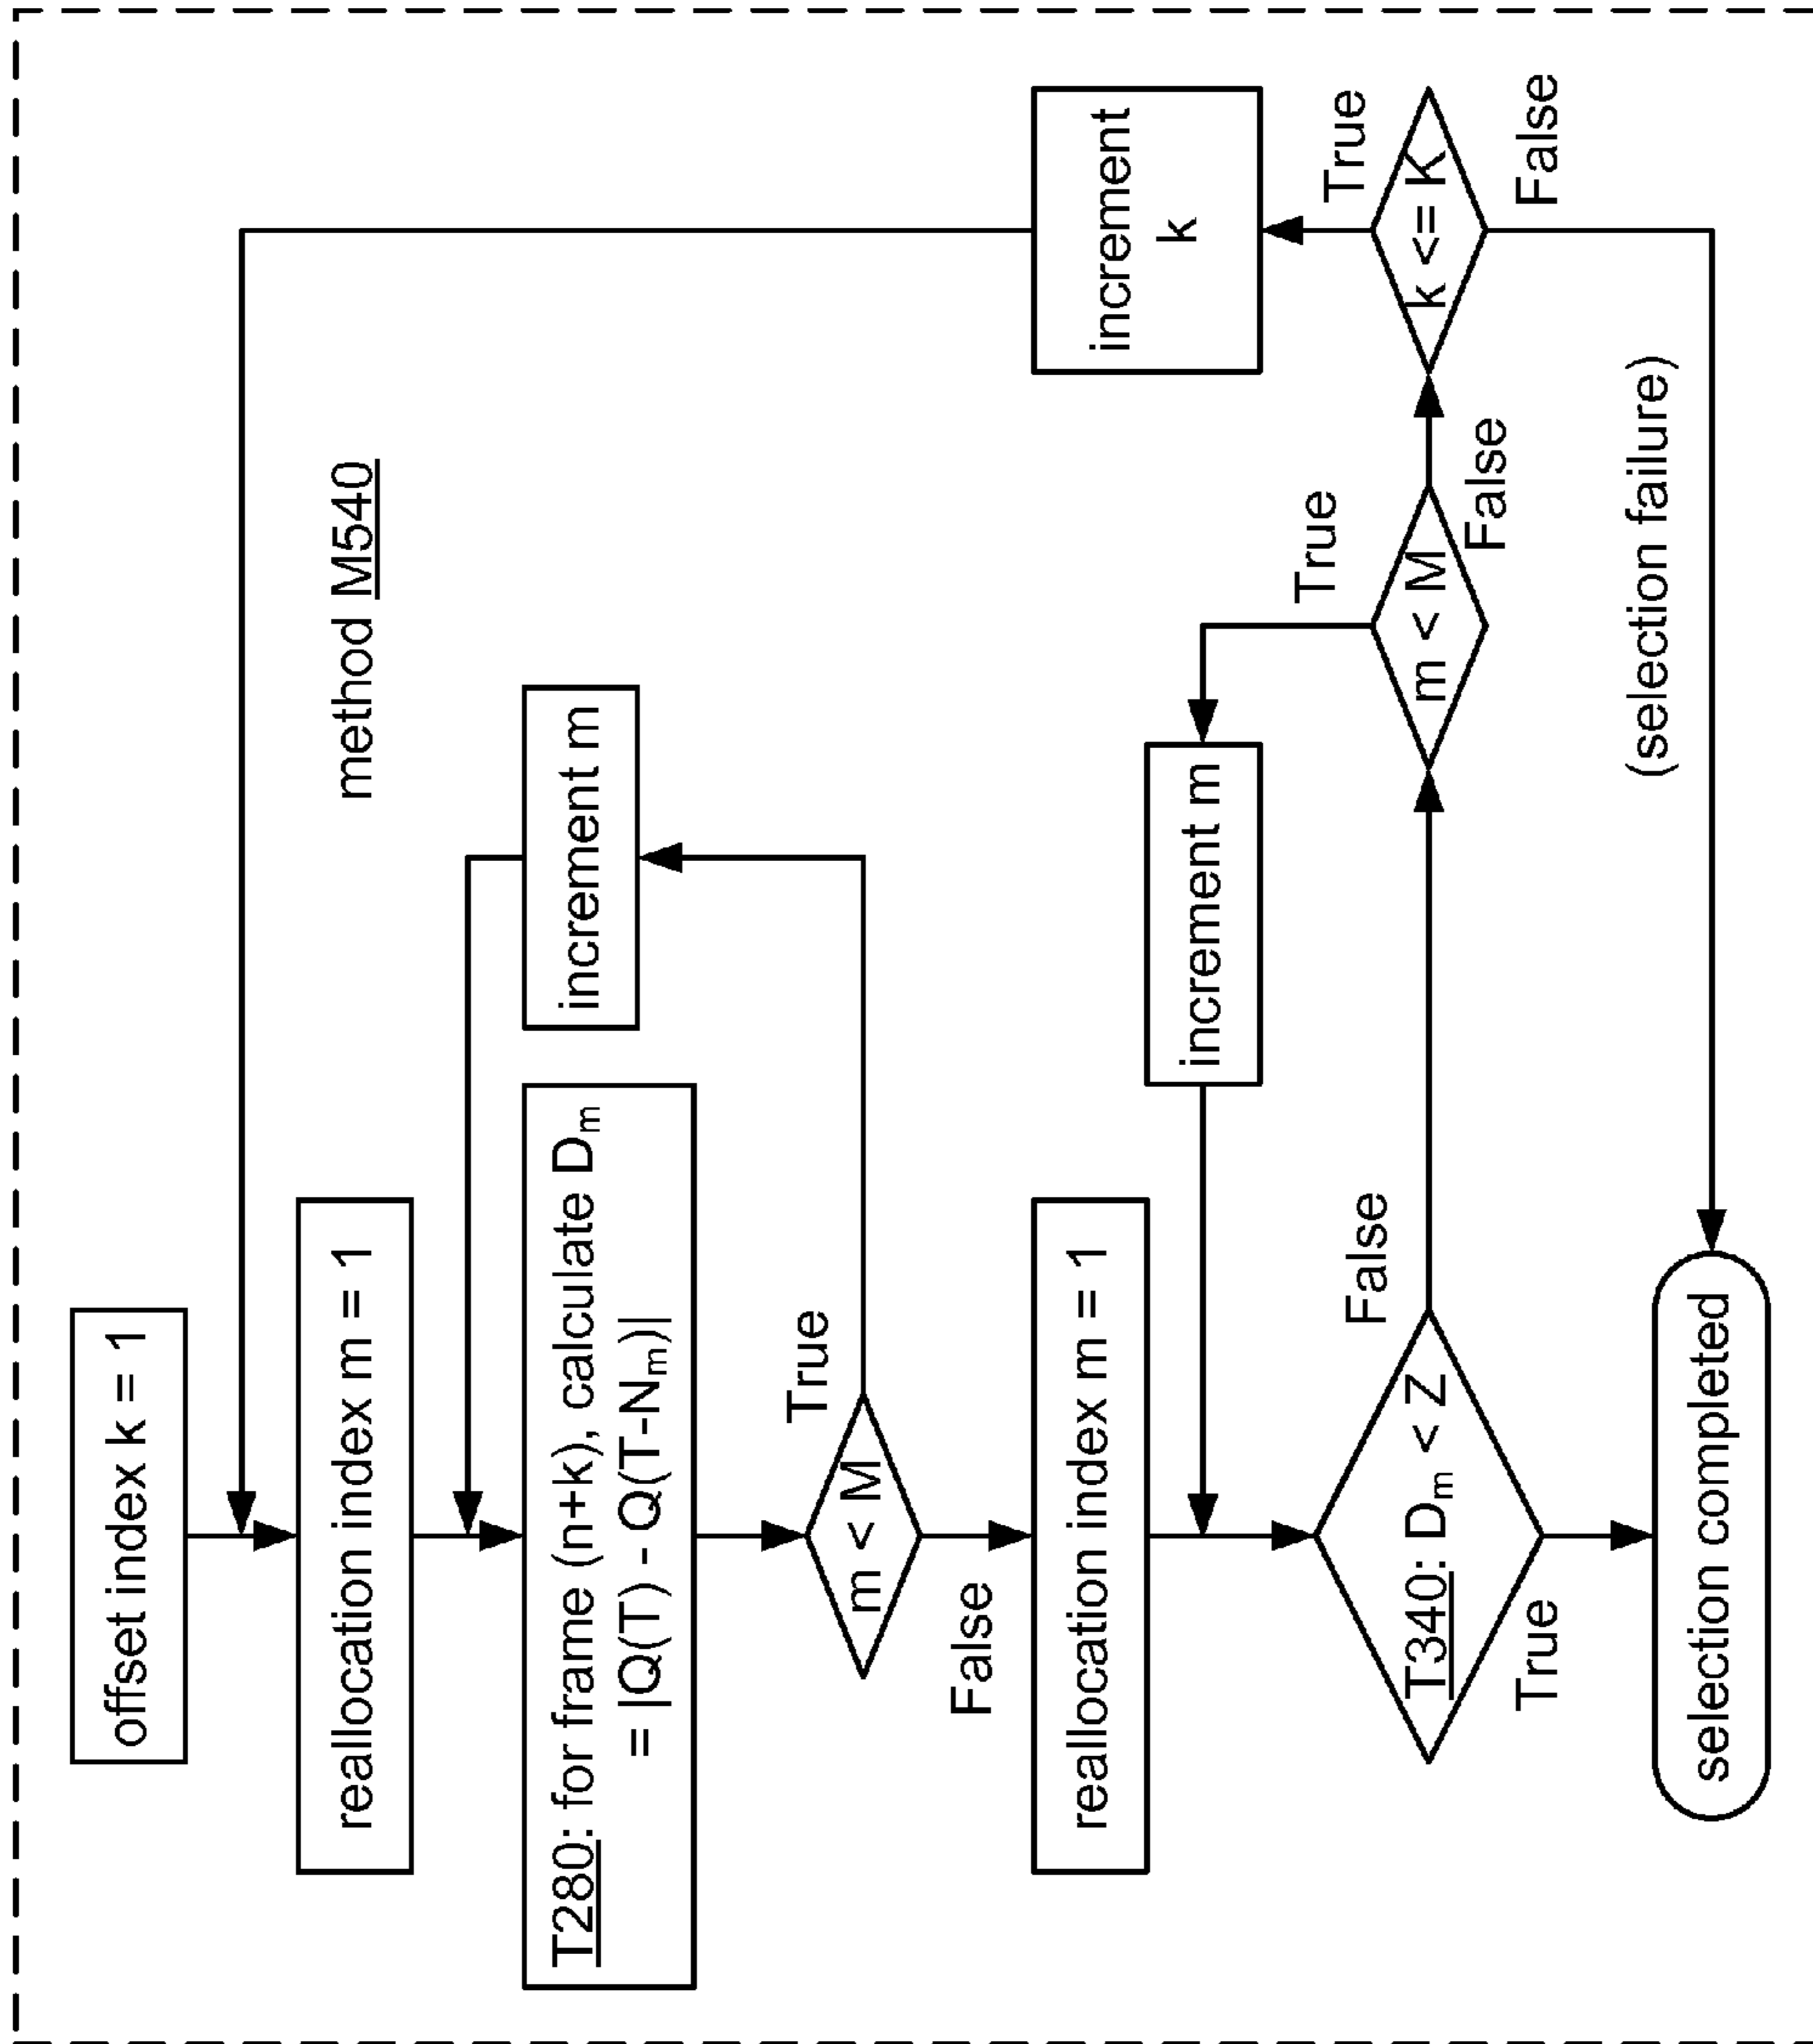 method M540
offset index k = 1
reallocation index m = 1
T280: for frame (n+k), calculate Dₘ
= |Q(T) - Q(T-Nₘ)|
increment m
m < M
True
False
reallocation index m = 1
increment m
T340: Dₘ < Z
False
True
m < M
True
False
k <= K
True
False
increment
k
(selection failure)
selection completed